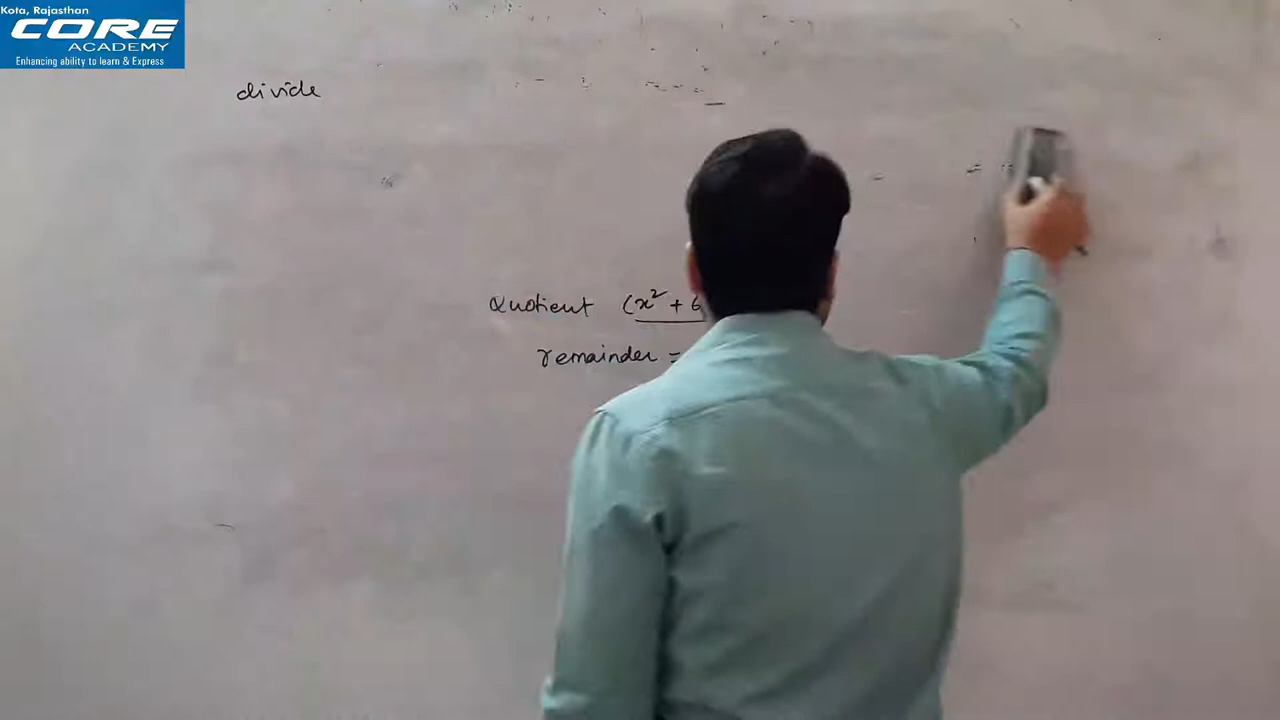 Kota, Rajasthan
CORE
ACADEMY
Enhancing ability to learn & Express
divide
Quotient (x² + 6
remainder =